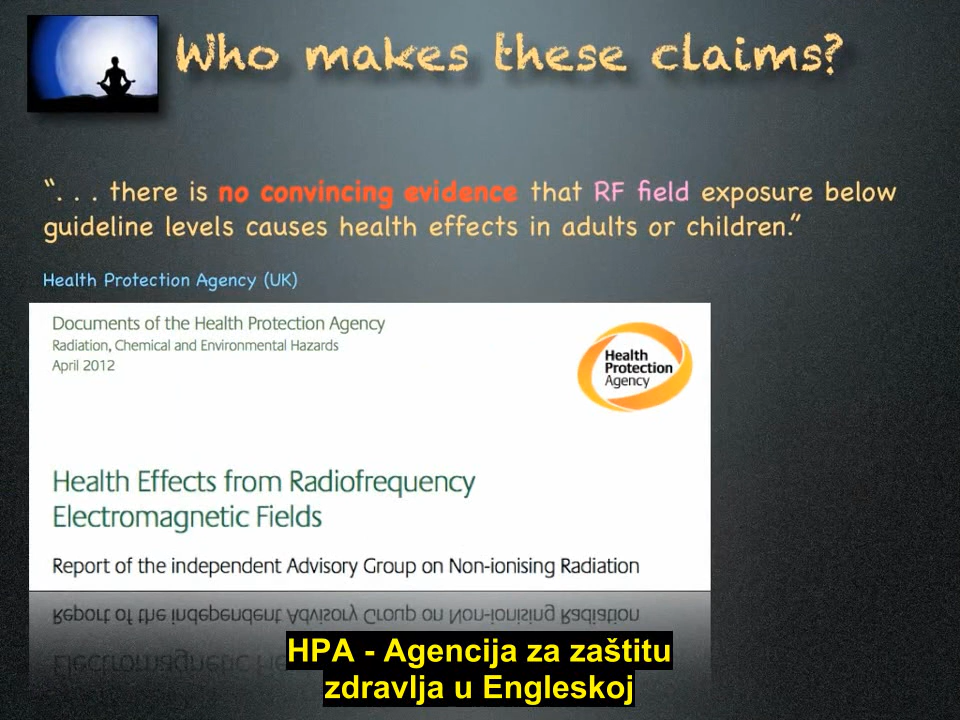 Who makes these claims?
“. . . there is no convincing evidence that RF field exposure below
guideline levels causes health effects in adults or children.”
Health Protection Agency (UK)
Documents of the Health Protection Agency
Radiation, Chemical and Environmental Hazards
April 2012
Health
Protection
Agency
Health Effects from Radiofrequency
Electromagnetic Fields
Report of the independent Advisory Group on Non-ionising Radiation
HPA - Agencija za zaštitu
zdravlja u Engleskoj